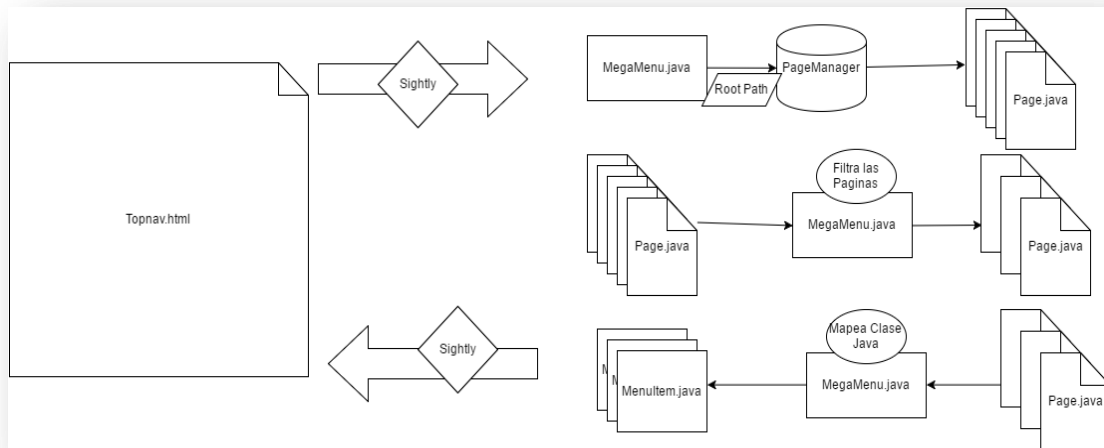 Topnav.html
Sightly
MegaMenu.java
Root Path
PageManager
Page.java
Page.java
Filtra las
Paginas
MegaMenu.java
Page.java
Sightly
M
M
MenuItem.java
Mapea Clase
Java
MegaMenu.java
Page.java